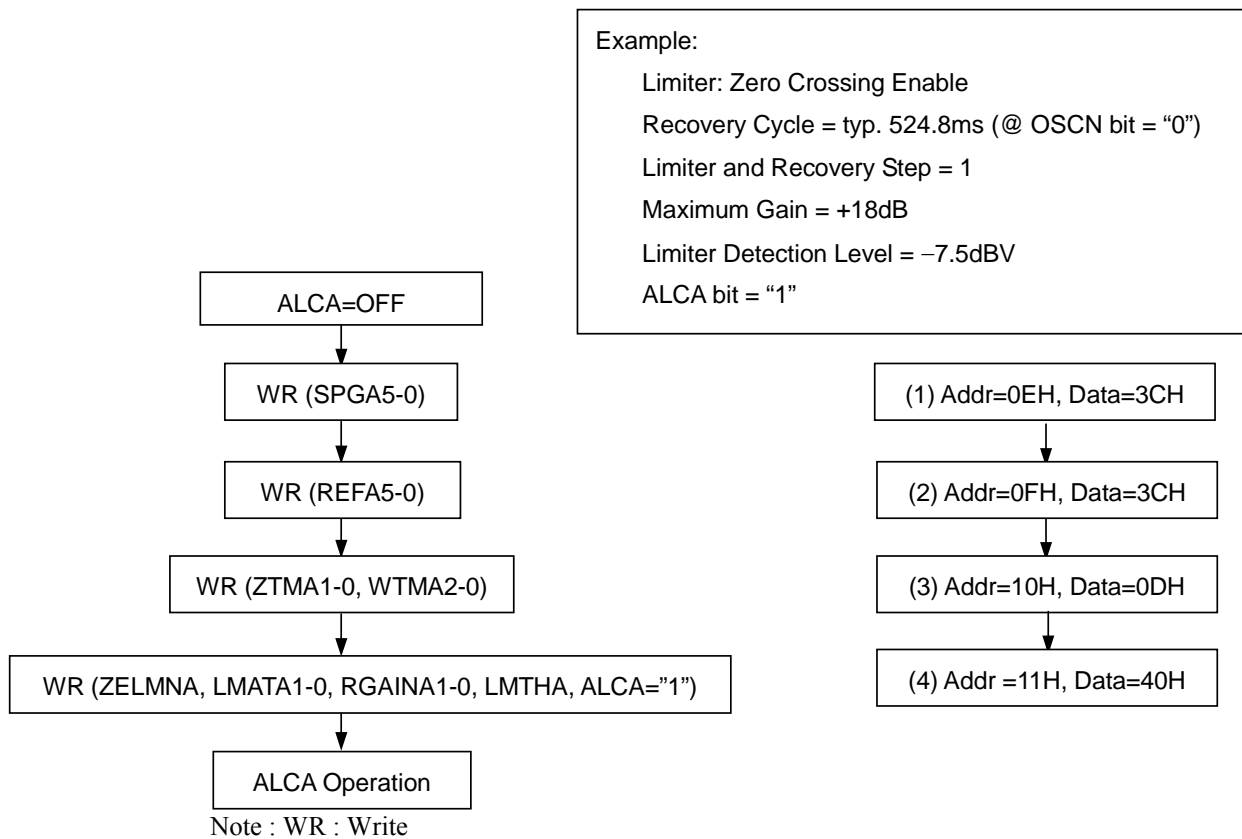 Example:
Limiter: Zero Crossing Enable
Recovery Cycle = typ. 524.8ms (@ OSCN bit = “0”)
Limiter and Recovery Step = 1
Maximum Gain = +18dB
Limiter Detection Level = −7.5dBV
ALCA bit = “1”
ALCA=OFF
WR (SPGA5-0)
WR (REFA5-0)
WR (ZTMA1-0, WTMA2-0)
WR (ZELMNA, LMATA1-0, RGAINA1-0, LMTHA, ALCA=”1”)
ALCA Operation
Note : WR : Write
(1) Addr=0EH, Data=3CH
(2) Addr=0FH, Data=3CH
(3) Addr=10H, Data=0DH
(4) Addr =11H, Data=40H